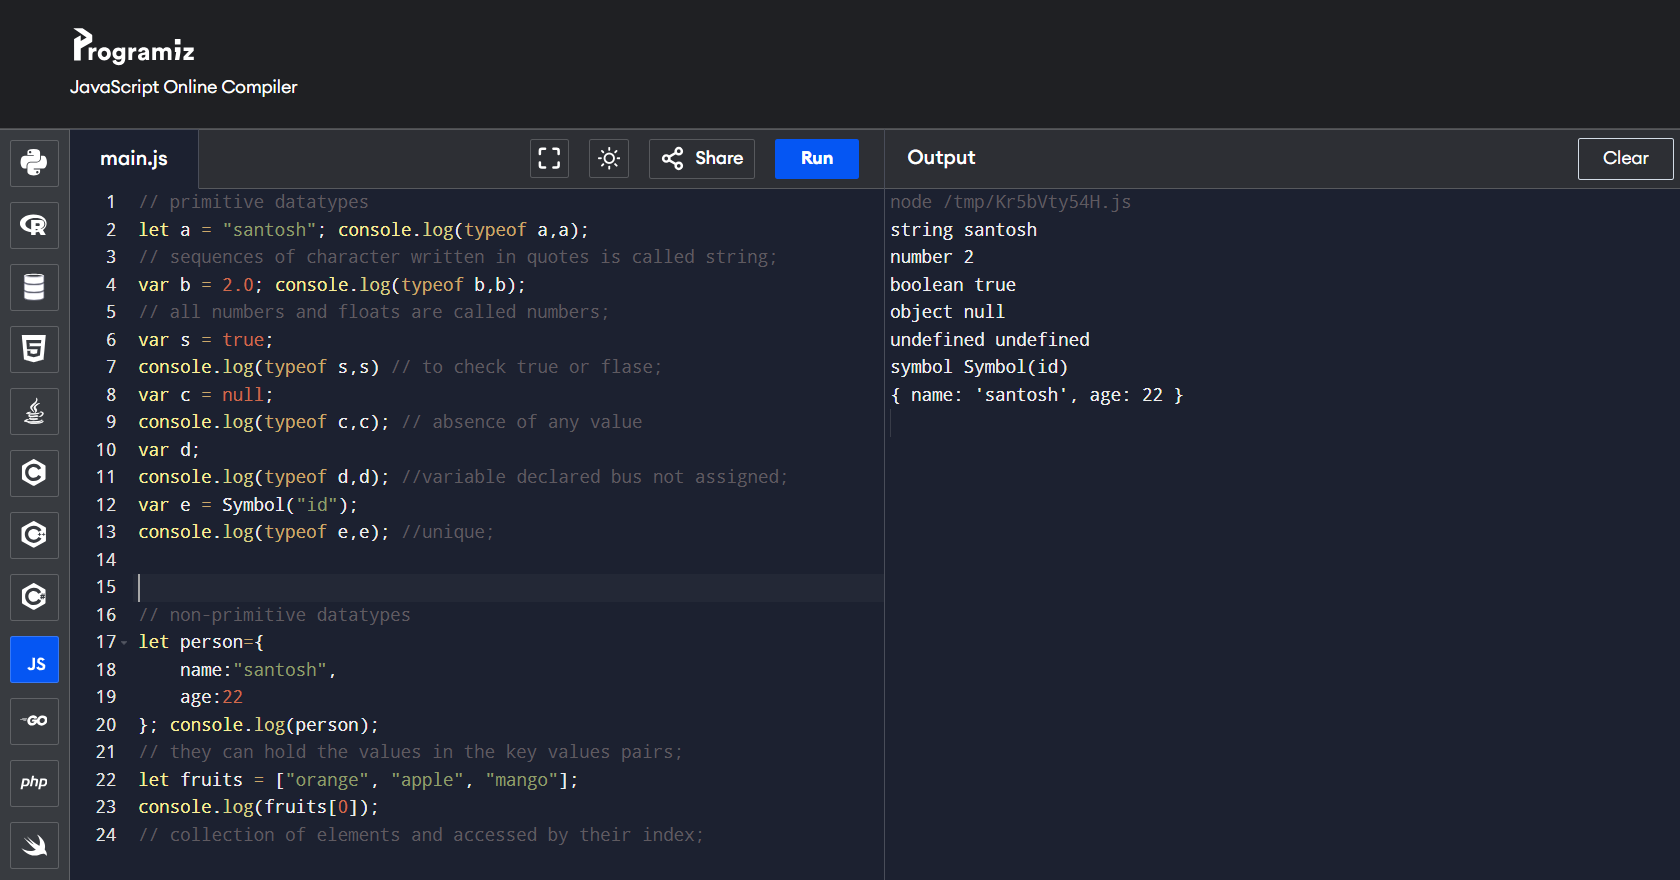 Programiz
JavaScript Online Compiler
main.js
Share
Run
Output
Clear
1 // primitive datatypes
2 let a = "santosh"; console.log(typeof a,a);
3 // sequences of character written in quotes is called string;
4 var b = 2.0; console.log(typeof b,b);
5 // all numbers and floats are called numbers;
6 var s = true;
7 console.log(typeof s,s) // to check true or flase;
8 var c = null;
9 console.log(typeof c,c); // absence of any value
10 var d;
11 console.log(typeof d,d); //variable declared bus not assigned;
12 var e = Symbol("id");
13 console.log(typeof e,e); //unique;
14
15
16 // non-primitive datatypes
17 let person={
18 name:"santosh",
19 age:22
20 }; console.log(person);
21 // they can hold the values in the key values pairs;
22 let fruits = ["orange", "apple", "mango"];
23 console.log(fruits[0]);
24 // collection of elements and accessed by their index;
node /tmp/Kr5bVty54H.js
string santosh
number 2
boolean true
object null
undefined undefined
symbol Symbol(id)
{ name: 'santosh', age: 22 }
R
5
C
C
C
JS
GO
php